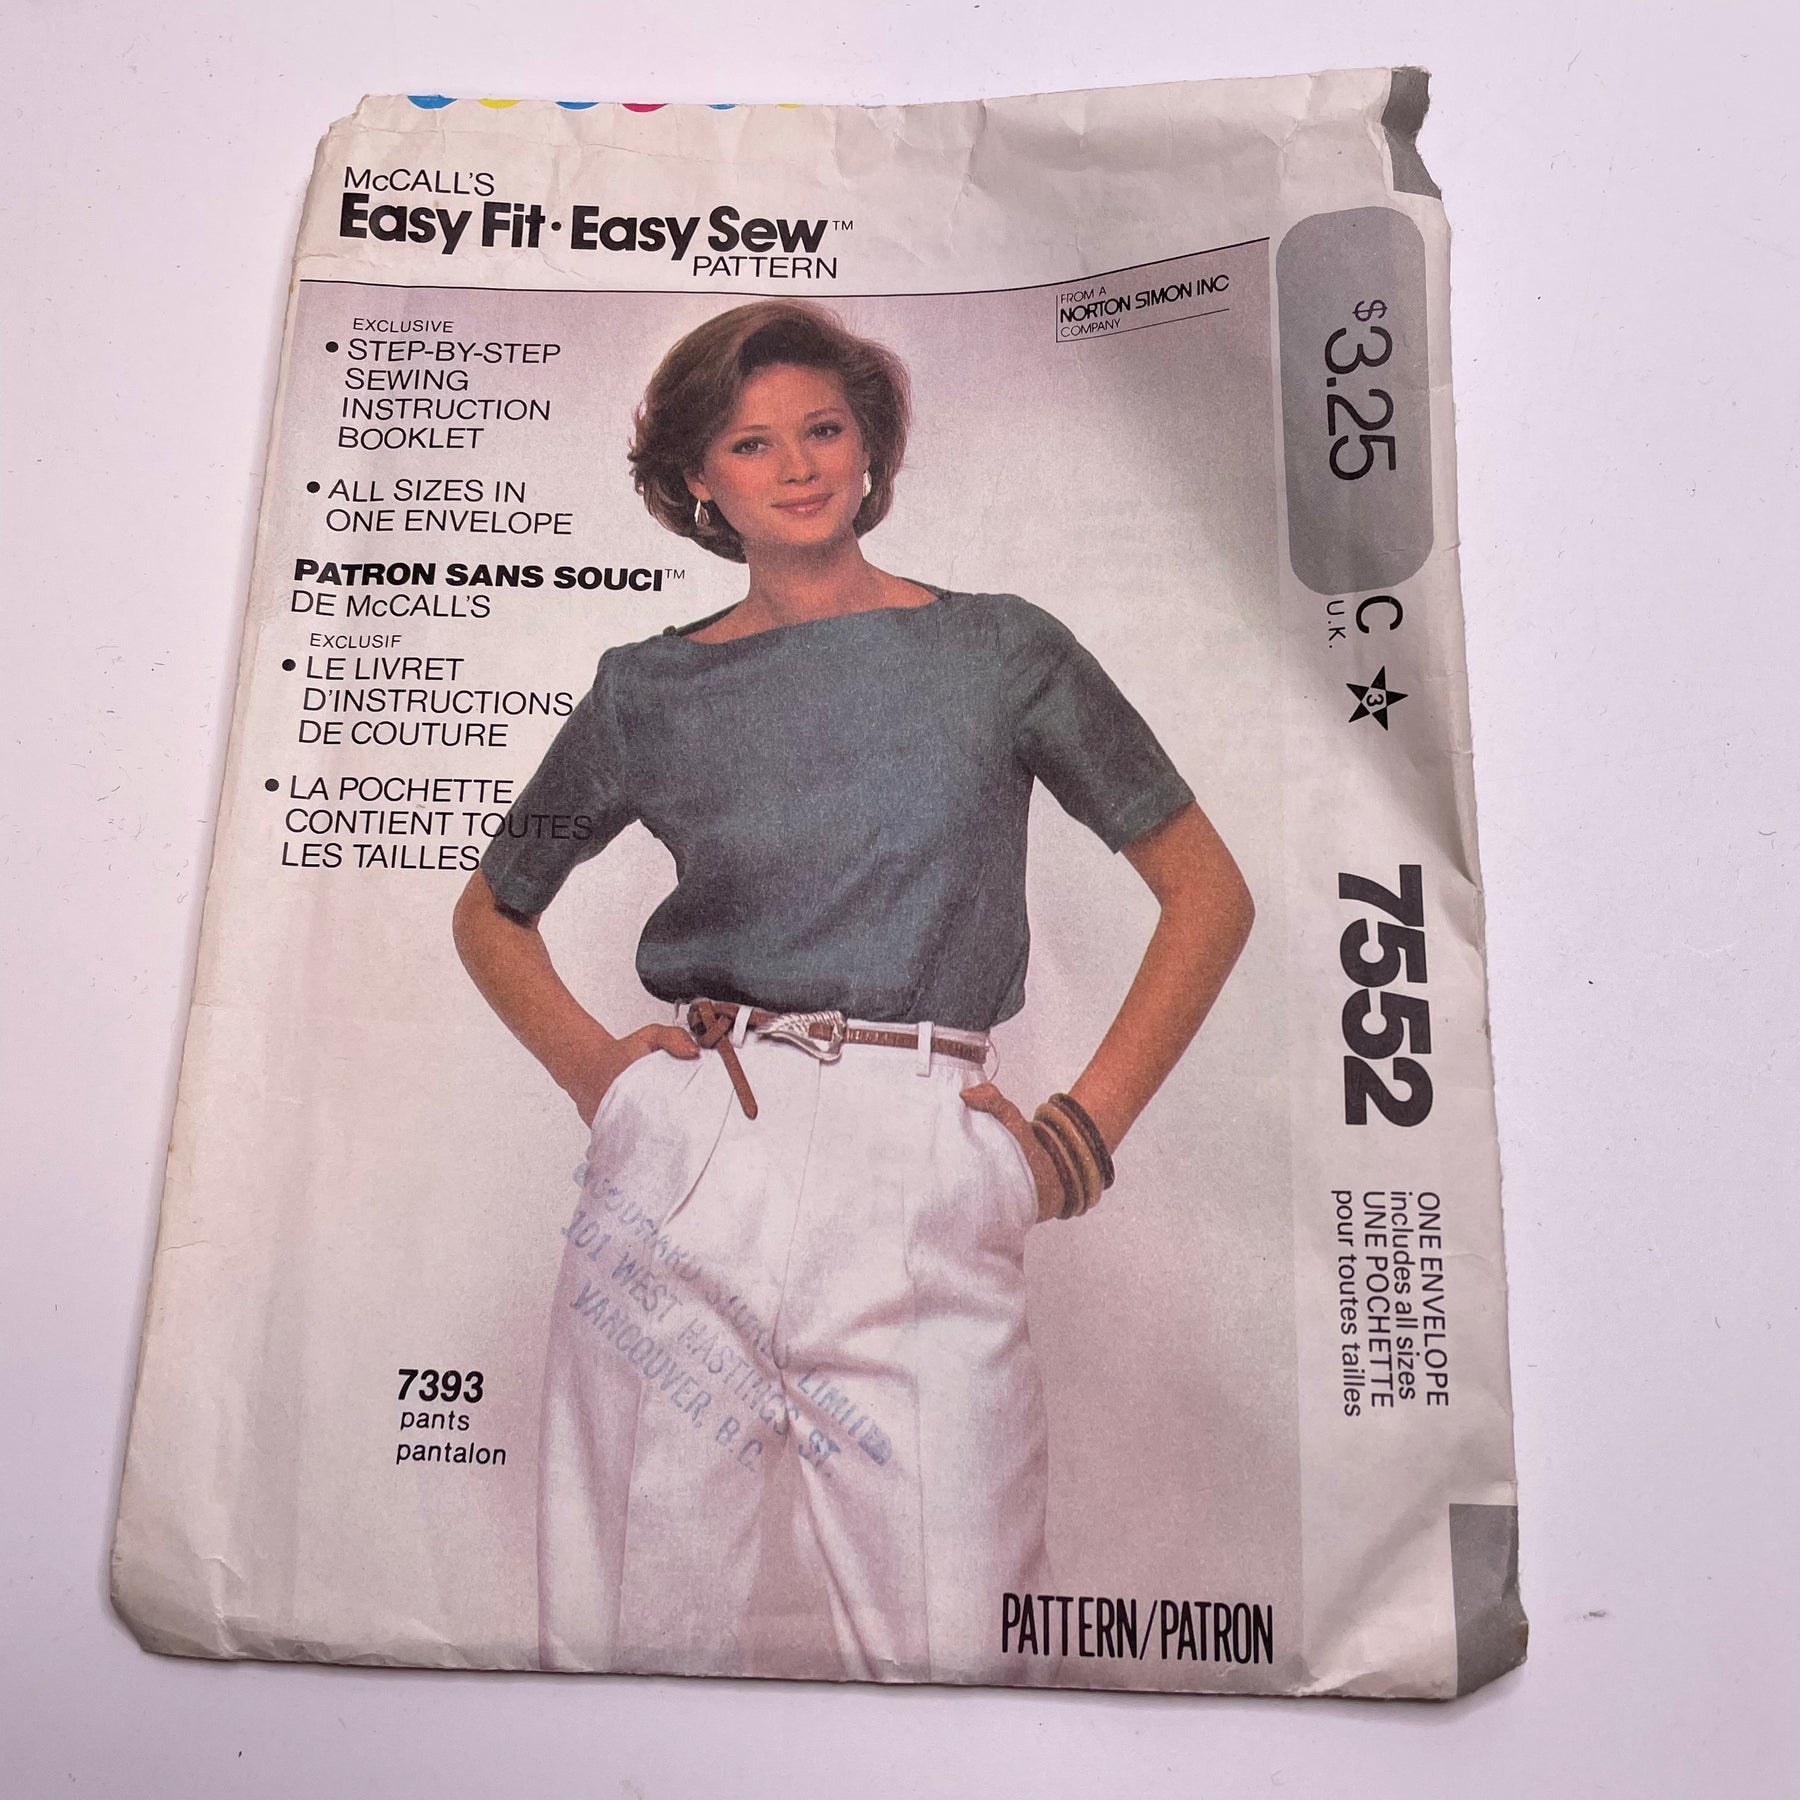 McCALL'S
Easy Fit · Easy Sew™
PATTERN
FROM A
NORTON SIMON INC
COMPANY
EXCLUSIVE
• STEP-BY-STEP
SEWING
INSTRUCTION
BOOKLET
• ALL SIZES IN
ONE ENVELOPE
PATRON SANS SOUCI™
DE McCALL'S
EXCLUSIF
• LE LIVRET
D'INSTRUCTIONS
DE COUTURE
• LA POCHETTE
CONTIENT TOUTES
LES TAILLES
$3.25
C
U.K.
3
7552
ONE ENVELOPE
includes all sizes
UNE POCHETTE
pour toutes tailles
LIMITED
101 WEST HASTINGS ST.
VANCOUVER, B.C.
7393
pants
pantalon
PATTERN/PATRON